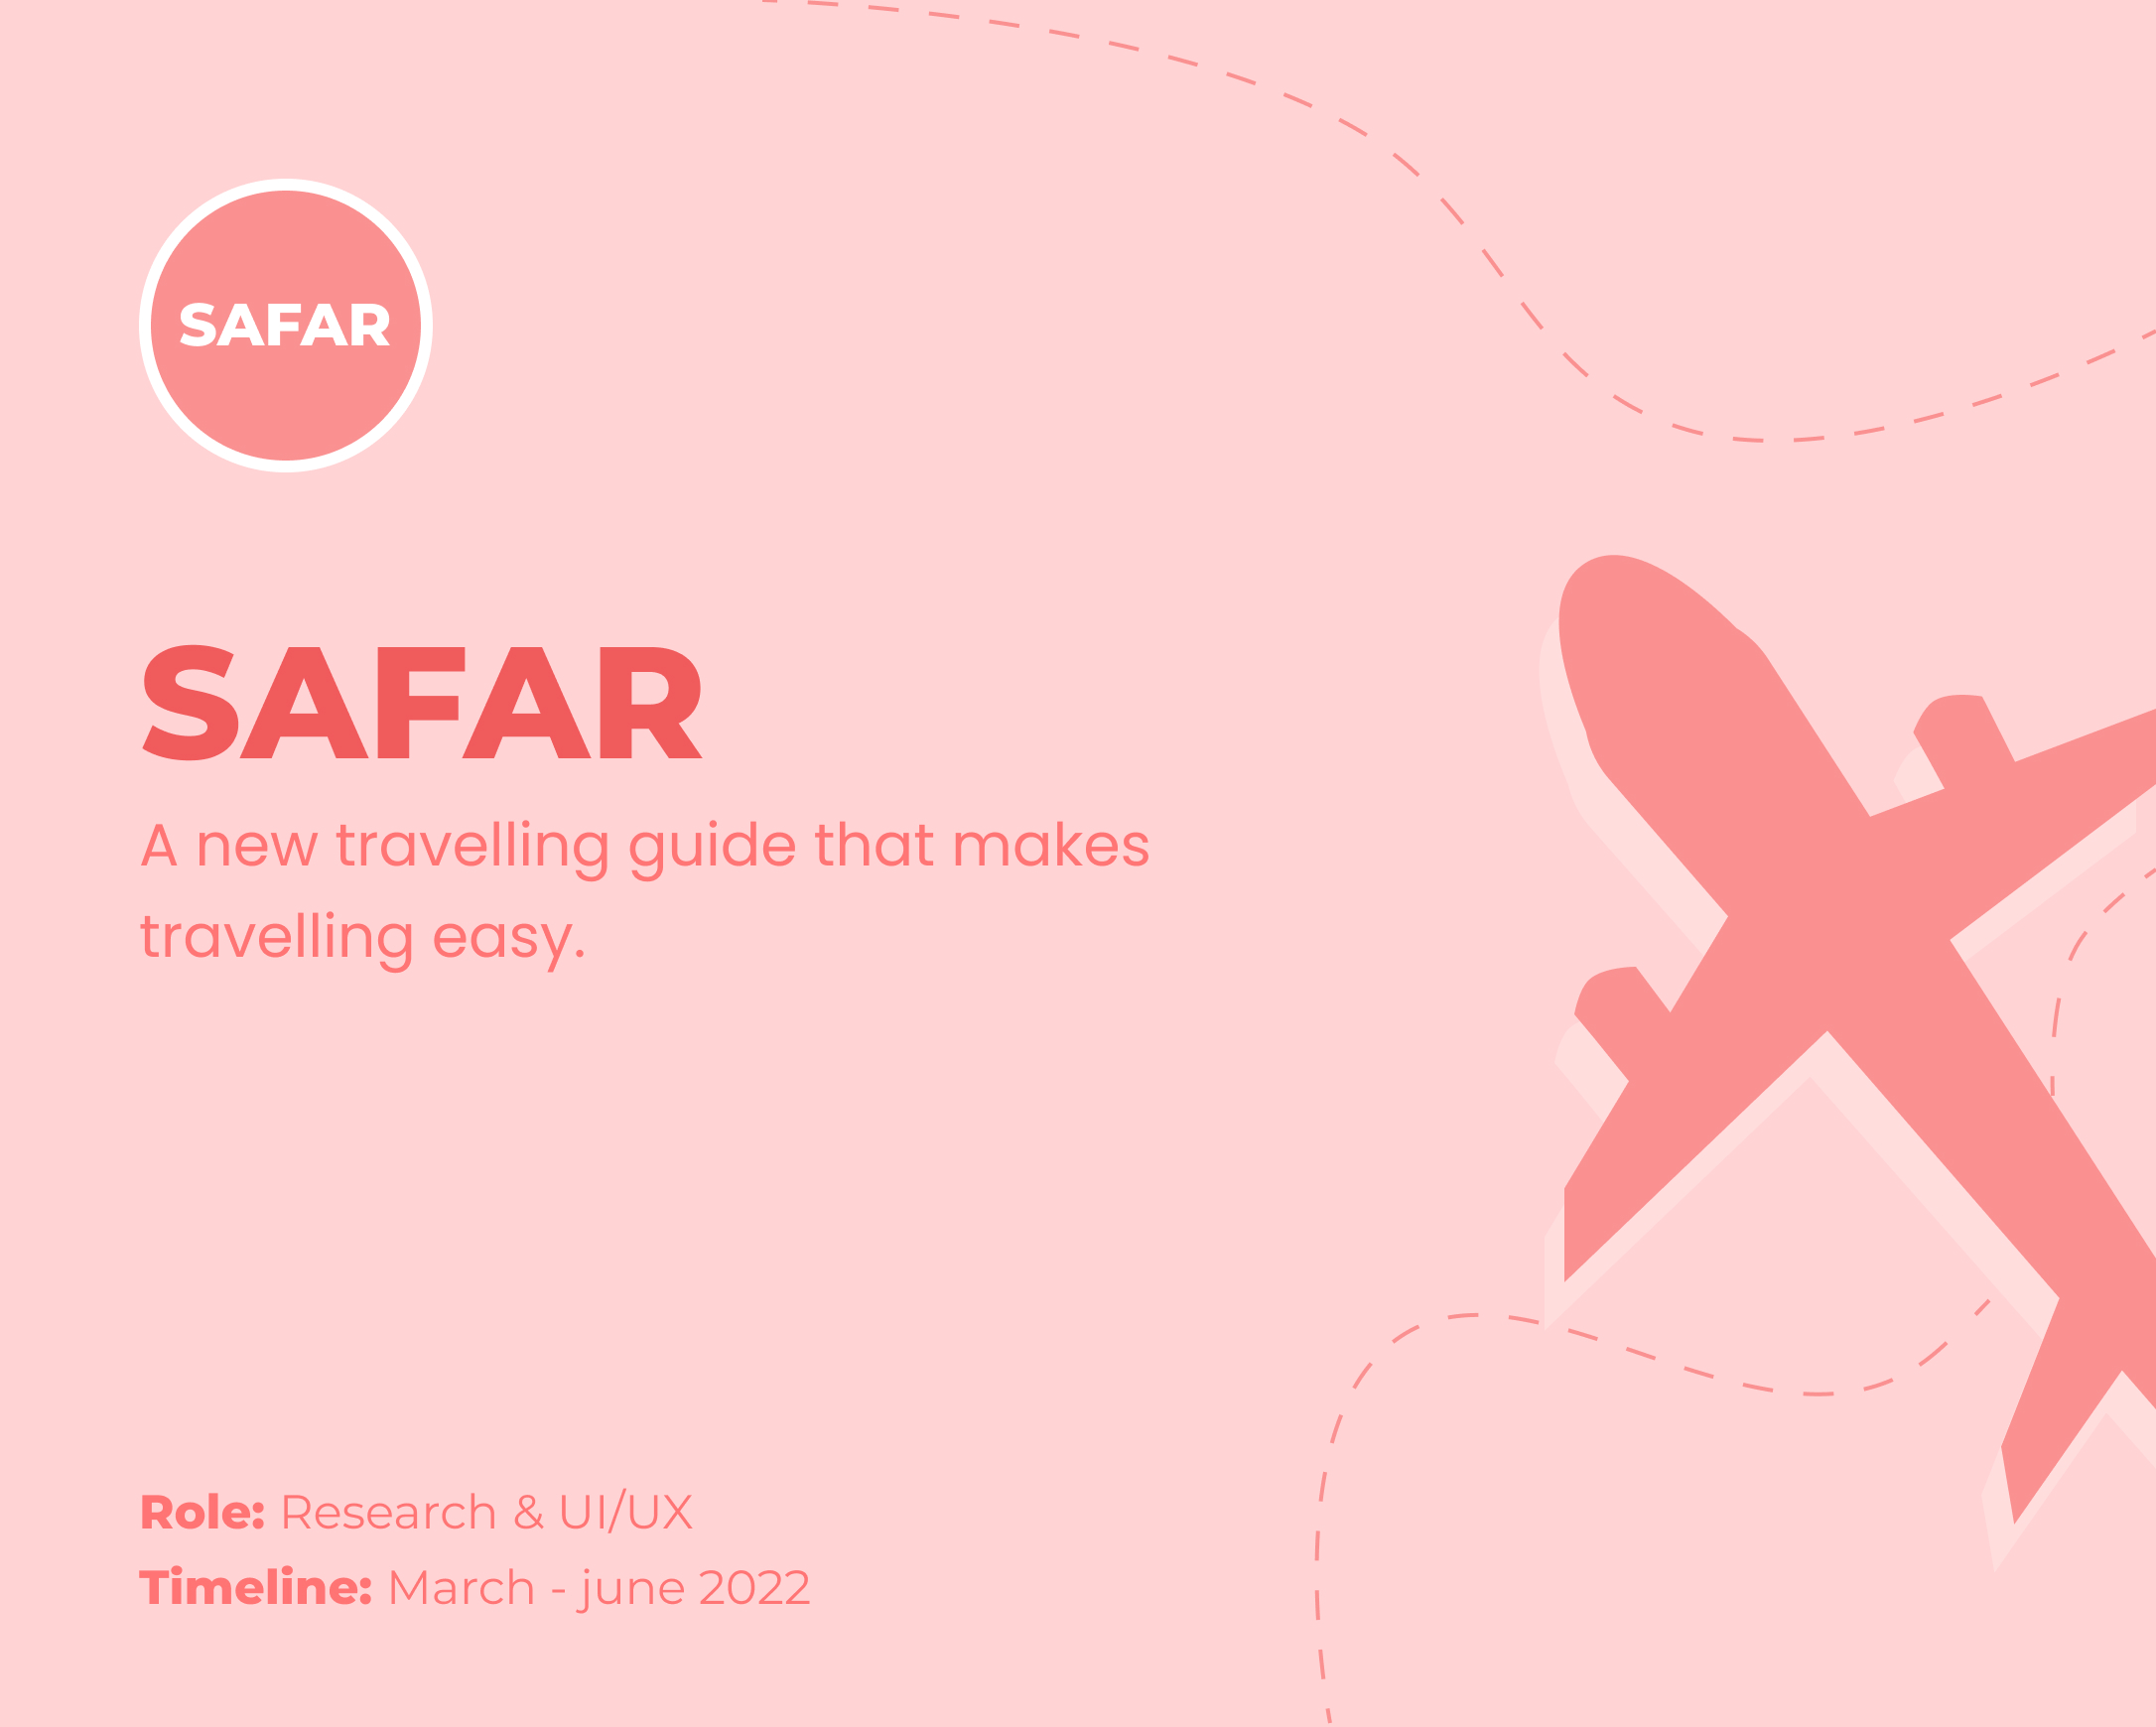 SAFAR
SAFAR
A new travelling guide that makes
travelling easy.
Role: Research & UI/UX
Timeline: March - june 2022